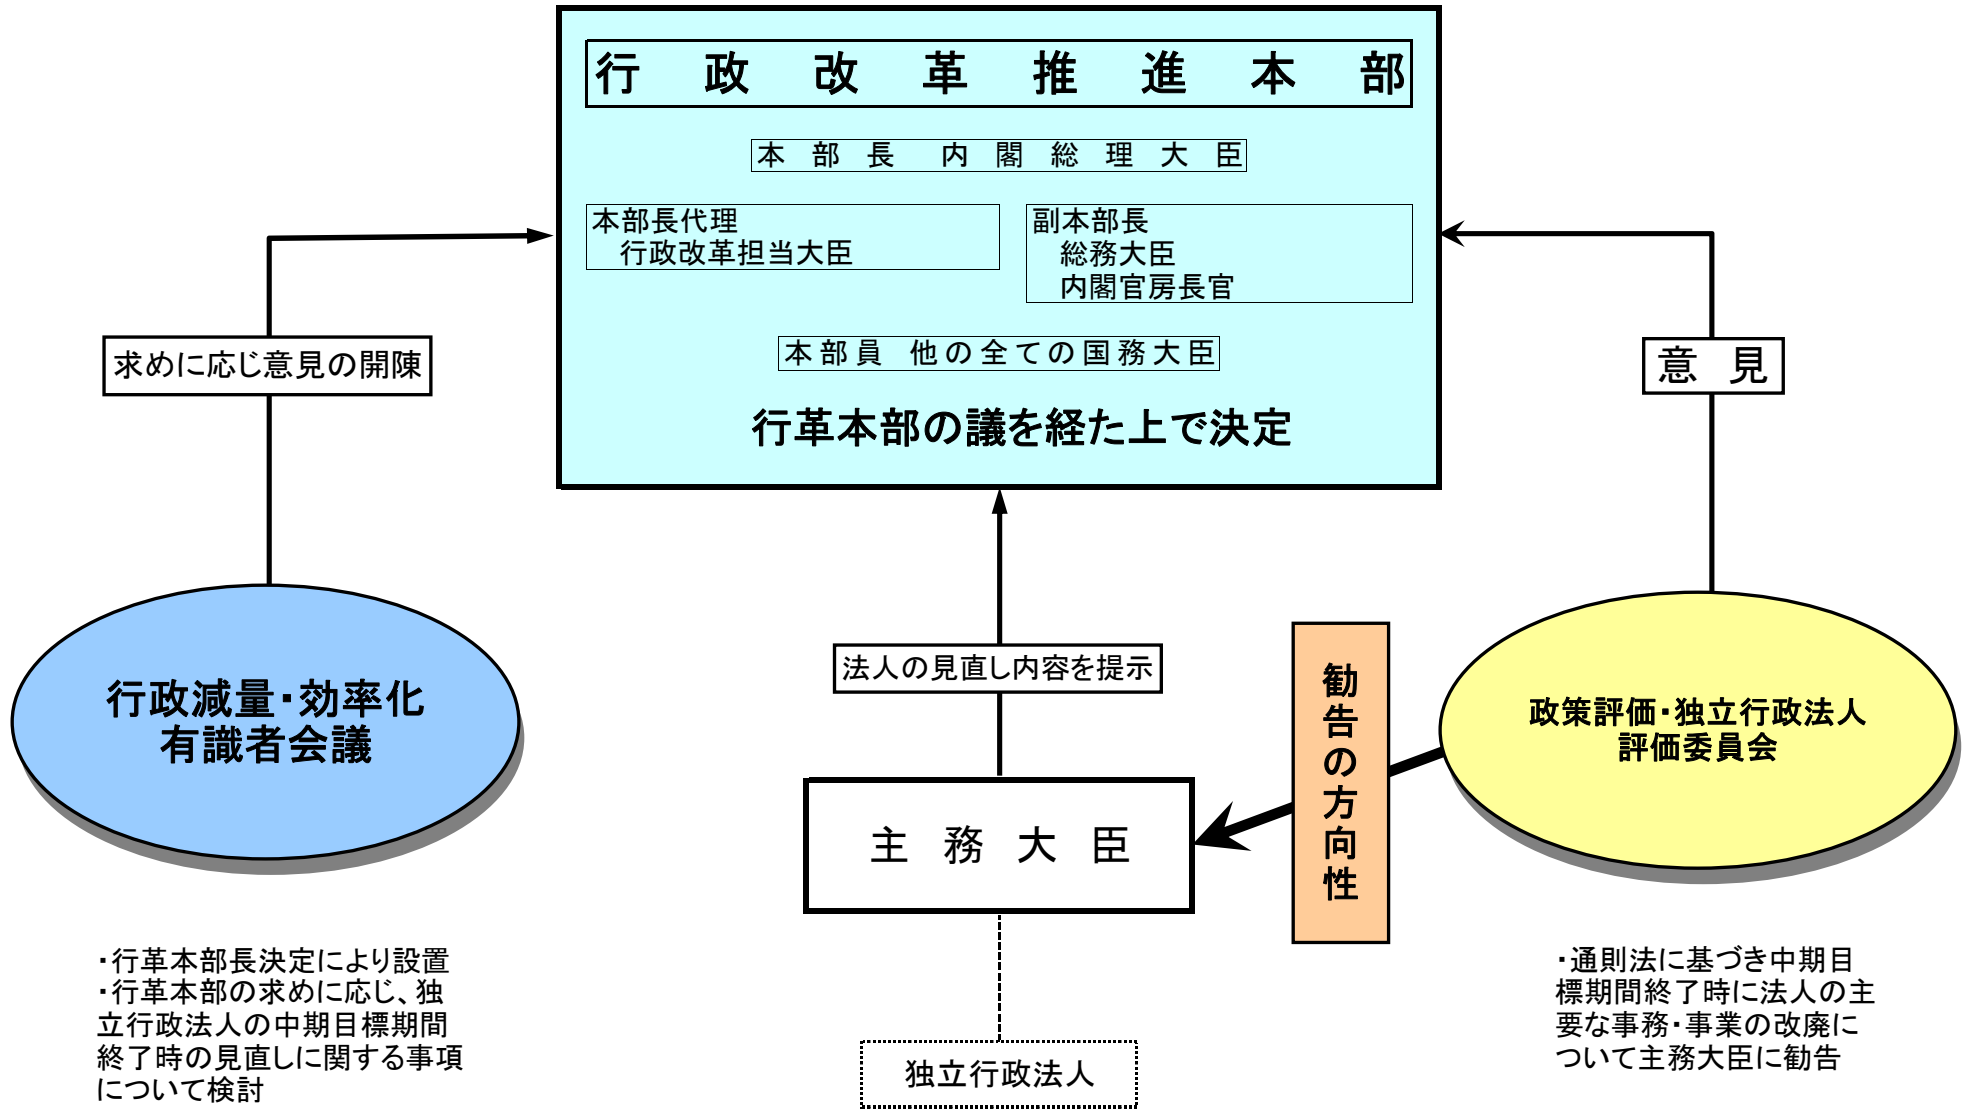 行政改革推進本部
本部長 内閣総理大臣
本部長代理
行政改革担当大臣
副本部長
総務大臣
内閣官房長官
本部員 他の全ての国務大臣
行革本部の議を経た上で決定
求めに応じ意見の開陳
意見
法人の見直し内容を提示
勧告の方向性
行政減量・効率化
有識者会議
政策評価・独立行政法人
評価委員会
主務大臣
・行革本部長決定により設置
・行革本部の求めに応じ、独
立行政法人の中期目標期間
終了時の見直しに関する事項
について検討
・通則法に基づき中期目
標期間終了時に法人の主
要な事務・事業の改廃に
ついて主務大臣に勧告
独立行政法人